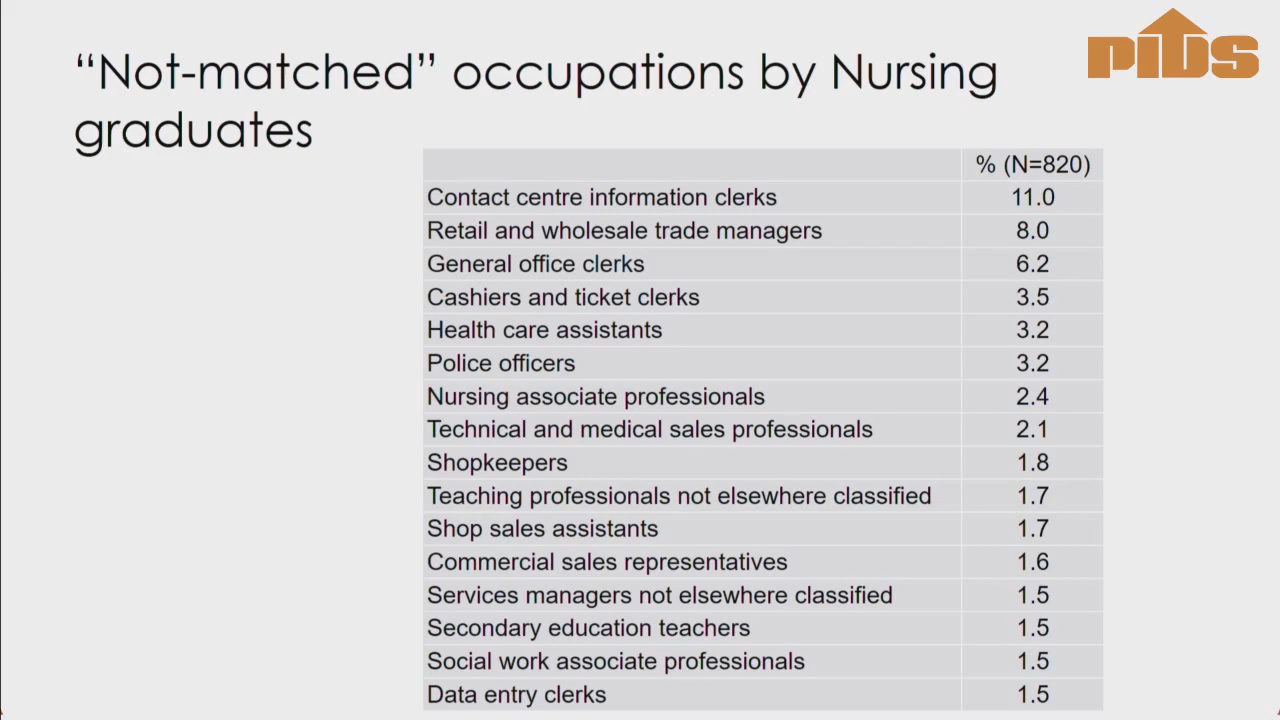 “Not-matched” occupations by Nursing
graduates
PIDS
% (N=820)
Contact centre information clerks 11.0
Retail and wholesale trade managers 8.0
General office clerks 6.2
Cashiers and ticket clerks 3.5
Health care assistants 3.2
Police officers 3.2
Nursing associate professionals 2.4
Technical and medical sales professionals 2.1
Shopkeepers 1.8
Teaching professionals not elsewhere classified 1.7
Shop sales assistants 1.7
Commercial sales representatives 1.6
Services managers not elsewhere classified 1.5
Secondary education teachers 1.5
Social work associate professionals 1.5
Data entry clerks 1.5